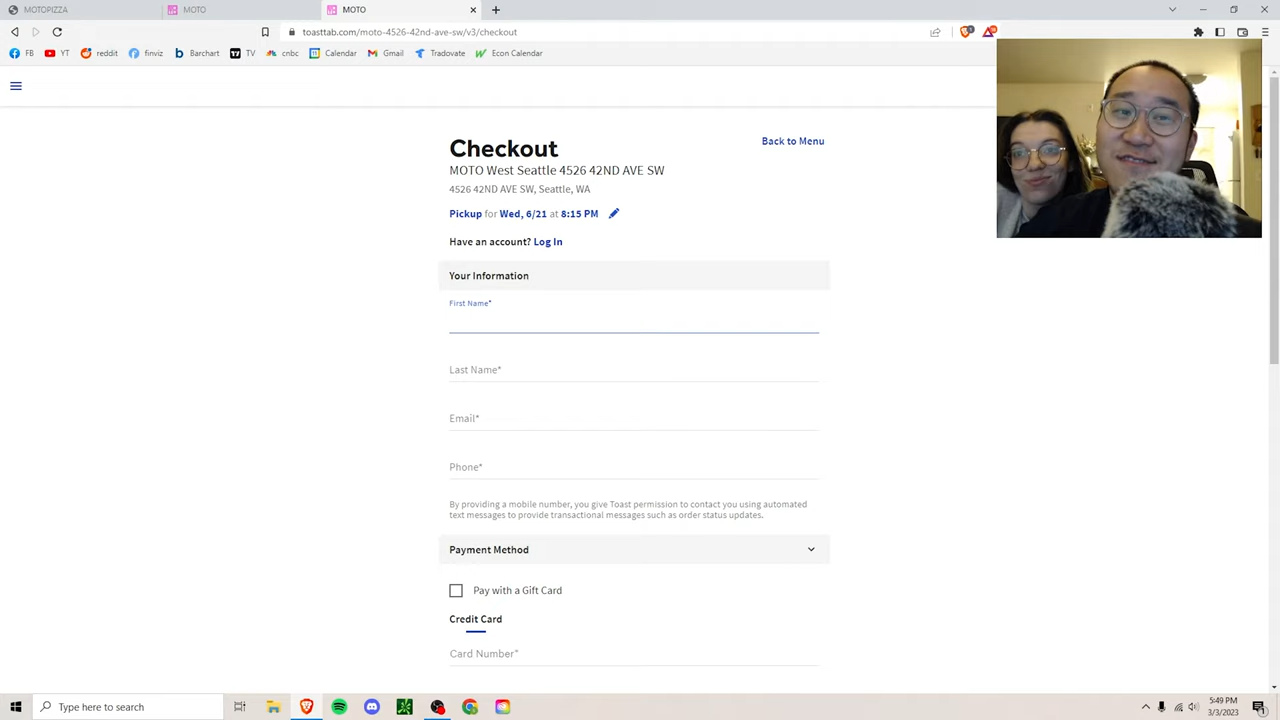 MOTOPIZZA
MOTO
MOTO
toasttab.com/moto-4526-42nd-ave-sw/v3/checkout
FB
YT
reddit
finviz
Barchart
TV
cnbc
Calendar
Gmail
Tradovate
Econ Calendar
Checkout
Back to Menu
MOTO West Seattle 4526 42ND AVE SW
4526 42ND AVE SW, Seattle, WA
Pickup for Wed, 6/21 at 8:15 PM
Have an account? Log In
Your Information
First Name*
Last Name*
Email*
Phone*
By providing a mobile number, you give Toast permission to contact you using automated
text messages to provide transactional messages such as order status updates.
Payment Method
Pay with a Gift Card
Credit Card
Card Number*
Type here to search
5:49 PM
3/3/2023